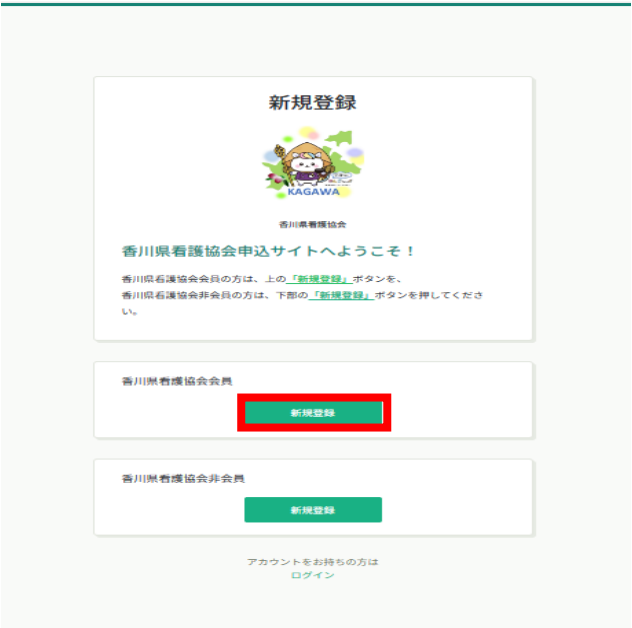 新規登録
KAGAWA
香川県看護協会
香川県看護協会申込サイトへようこそ！
香川県看護協会会員の方は、上の「新規登録」ボタンを、
香川県看護協会非会員の方は、下部の「新規登録」ボタンを押してくださ
い。
香川県看護協会会員
新規登録
香川県看護協会非会員
新規登録
アカウントをお持ちの方は
ログイン